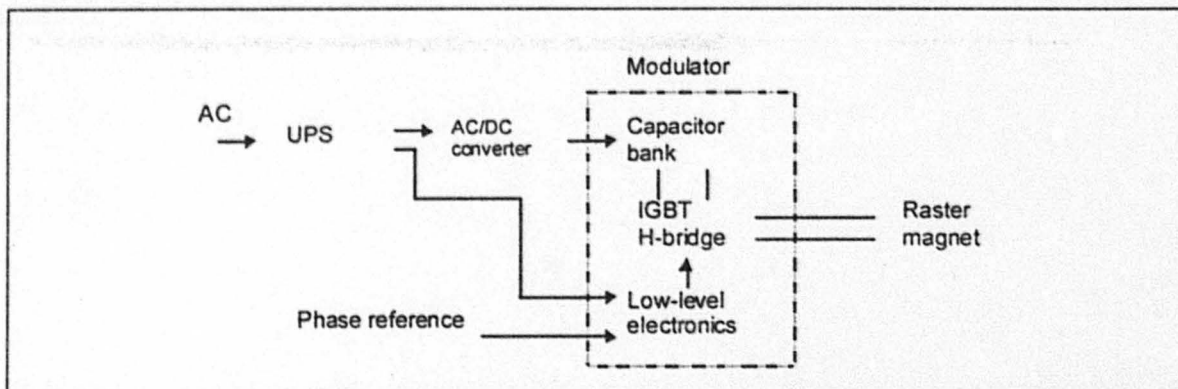 Modulator
AC
UPS
AC/DC
converter
Capacitor
bank
IGBT
H-bridge
Raster
magnet
Low-level
electronics
Phase reference